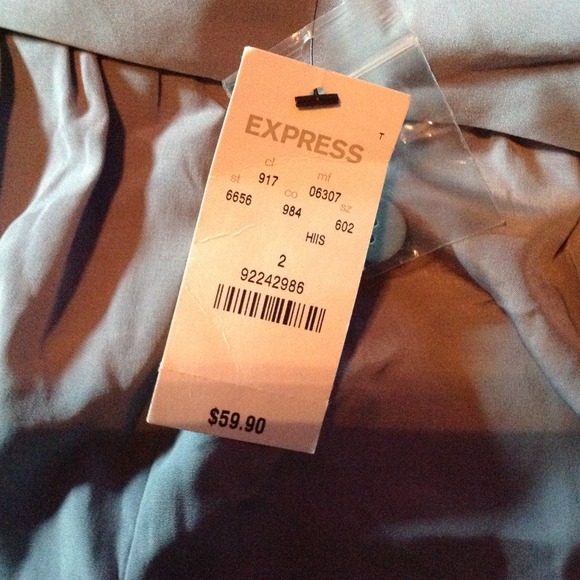 EXPRESS
T
cl mf
st 917 co 06307 sz
6656 984 602
HIIS
2
92242986
$59.90